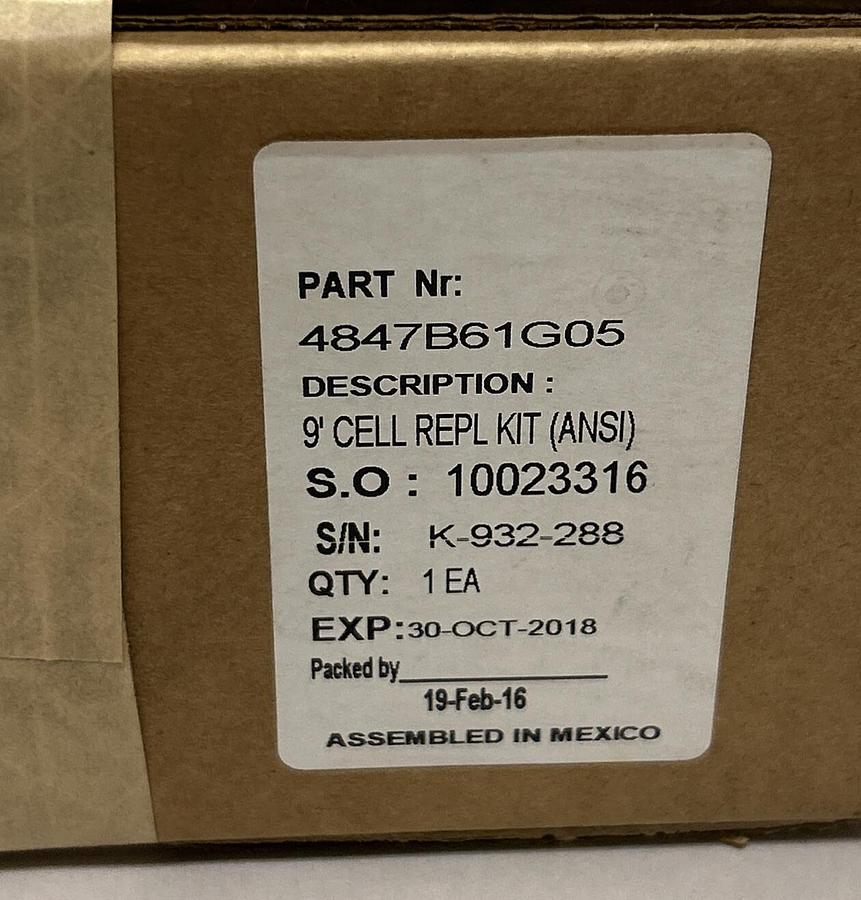 PART Nr:
4847B61G05
DESCRIPTION :
9' CELL REPL KIT (ANSI)
S.O : 10023316
S/N: K-932-288
QTY: 1 EA
EXP:30-OCT-2018
Packed by
19-Feb-16
ASSEMBLED IN MEXICO